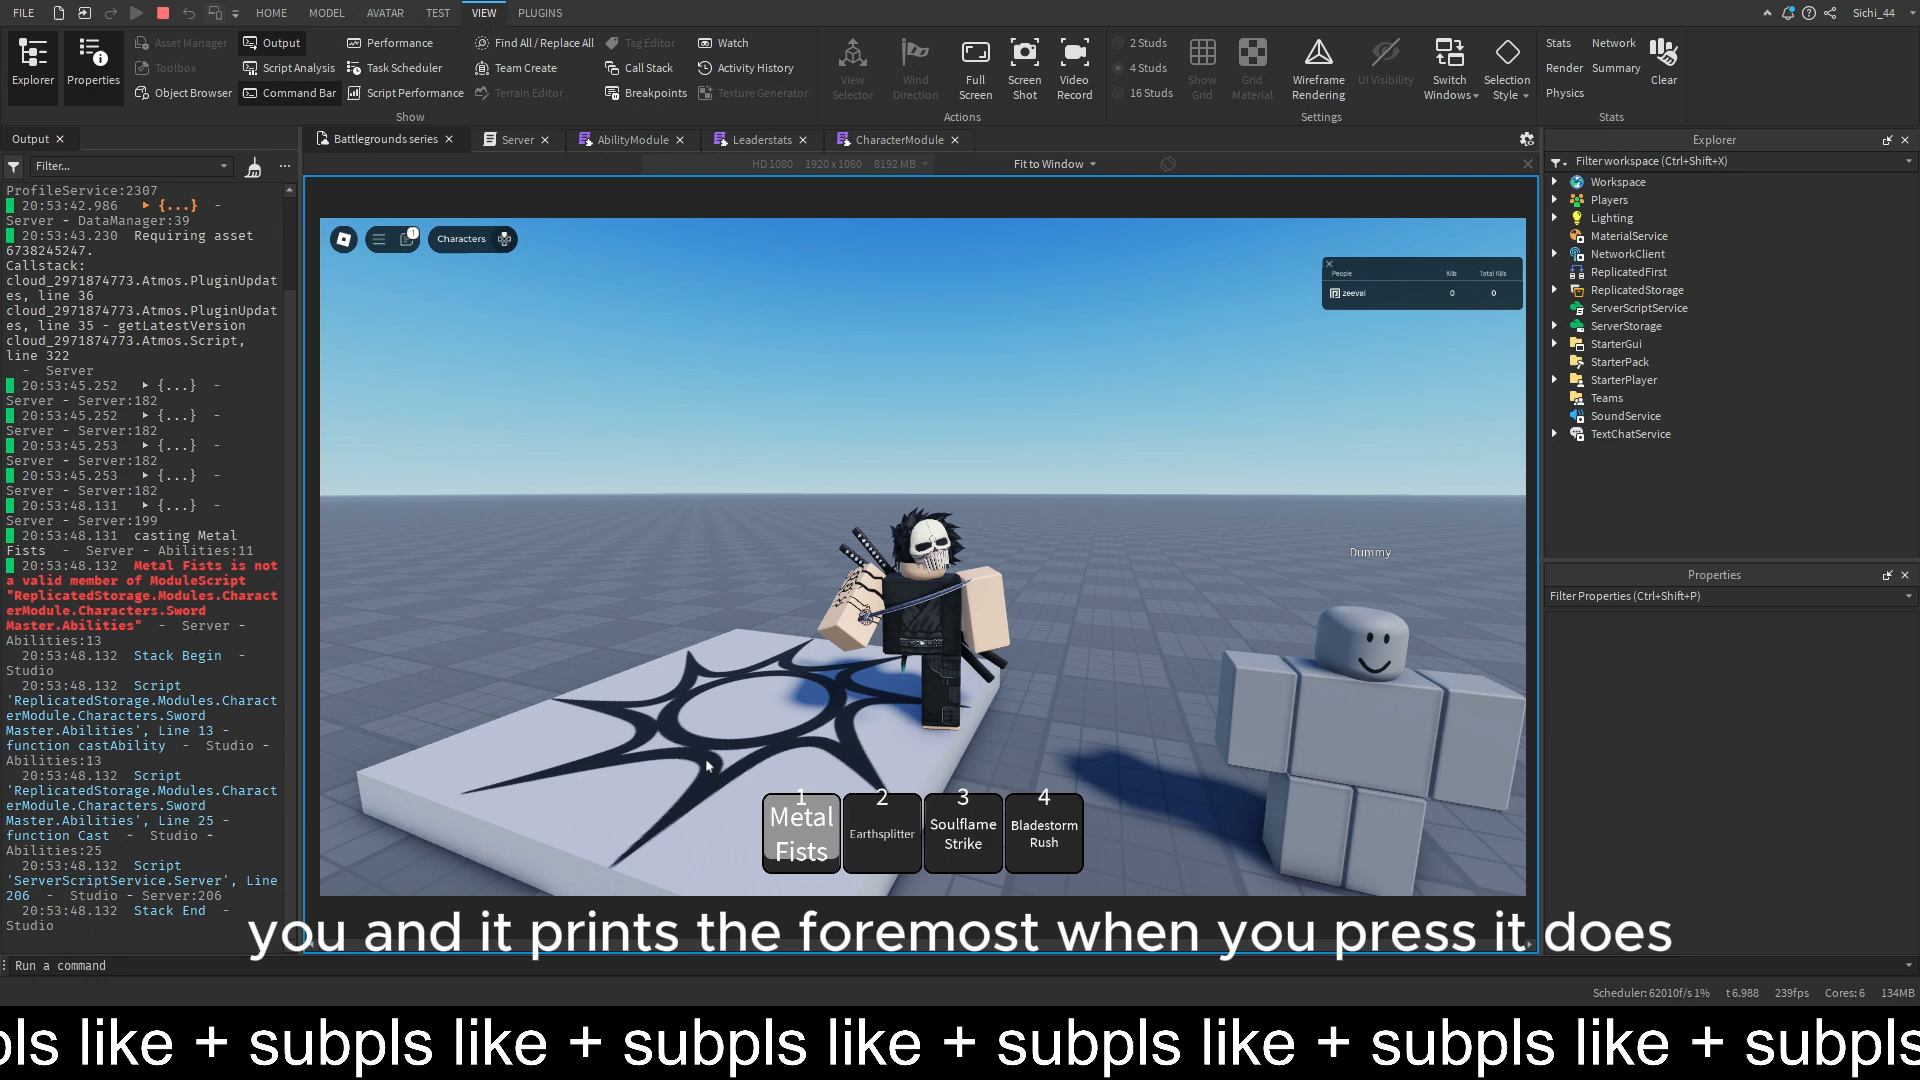 FILE HOME MODEL AVATAR TEST VIEW PLUGINS Sichi_44
Explorer
Properties
Asset Manager
Toolbox
Object Browser
Output
Script Analysis
Command Bar
Performance
Task Scheduler
Script Performance
Find All / Replace All
Team Create
Terrain Editor
Tag Editor
Call Stack
Breakpoints
Watch
Activity History
Texture Generator
Show
View
Selector
Wind
Direction
Full
Screen
Screen
Shot
Video
Record
Actions
2 Studs
4 Studs
16 Studs
Show
Grid
Grid
Material
Wireframe
Rendering
UI Visibility
Switch
Windows
Selection
Style
Settings
Stats
Render
Physics
Network
Summary
Clear
Stats
Output
Battlegrounds series
Server
AbilityModule
Leaderstats
CharacterModule
Filter...
HD1080 1920 x 1080 8192 MB
Fit to Window
ProfileService:2307
20:53:42.986 {...} -
Server - DataManager:39
20:53:43.230 Requiring asset
6738245247.
Callstack:
cloud_2971874773.Atmos.PluginUpdat
es, line 36
cloud_2971874773.Atmos.PluginUpdat
es, line 35 - getLatestVersion
cloud_2971874773.Atmos.Script,
line 322
- Server
20:53:45.252 {...} -
Server - Server:182
20:53:45.252 {...} -
Server - Server:182
20:53:45.253 {...} -
Server - Server:182
20:53:45.253 {...} -
Server - Server:182
20:53:48.131 {...} -
Server - Server:199
20:53:48.131 casting Metal
Fists - Server - Abilities:11
20:53:48.132 Metal Fists is not
a valid member of ModuleScript
"ReplicatedStorage.Modules.Charact
erModule.Characters.Sword
Master.Abilities" - Server -
Abilities:13
20:53:48.132 Stack Begin -
Studio
20:53:48.132 Script
'ReplicatedStorage.Modules.Charact
erModule.Characters.Sword
Master.Abilities', Line 13 -
function castAbility - Studio -
Abilities:13
20:53:48.132 Script
'ReplicatedStorage.Modules.Charact
erModule.Characters.Sword
Master.Abilities', Line 25 -
function Cast - Studio -
Abilities:25
20:53:48.132 Script
'ServerScriptService.Server', Line
206 - Studio - Server:206
20:53:48.132 Stack End -
Studio
1
Characters
People Kills Total Kills
zeeval 0 0
Dummy
1
Metal
Fists
2
Earthsplitter
3
Soulflame
Strike
4
Bladestorm
Rush
Explorer
Filter workspace (Ctrl+Shift+X)
Workspace
Players
Lighting
MaterialService
NetworkClient
ReplicatedFirst
ReplicatedStorage
ServerScriptService
ServerStorage
StarterGui
StarterPack
StarterPlayer
Teams
SoundService
TextChatService
Properties
Filter Properties (Ctrl+Shift+P)
you and it prints the foremost when you press it does
Run a command
Scheduler: 62010f/s 1% t 6.988 239fps Cores: 6 134MB
pls like + subpls like + subpls like + subpls like + subpls like + subpls